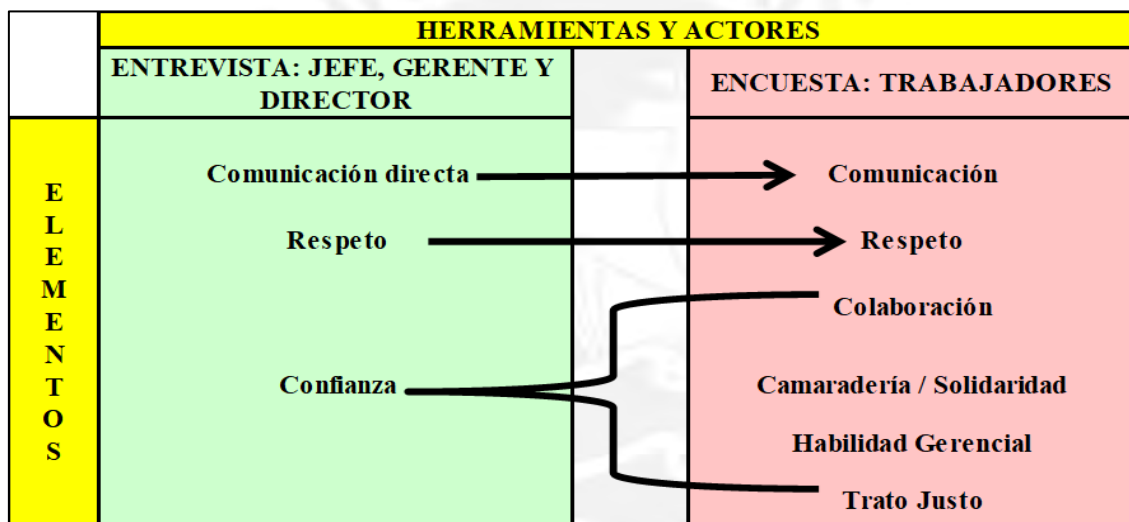 HERRAMIENTAS Y ACTORES
ENTREVISTA: JEFE, GERENTE Y
DIRECTOR
ENCUESTA: TRABAJADORES
E
L
E
M
E
N
T
O
S
Comunicación directa
Comunicación
Respeto
Respeto
Colaboración
Confianza
Camaradería / Solidaridad
Habilidad Gerencial
Trato Justo